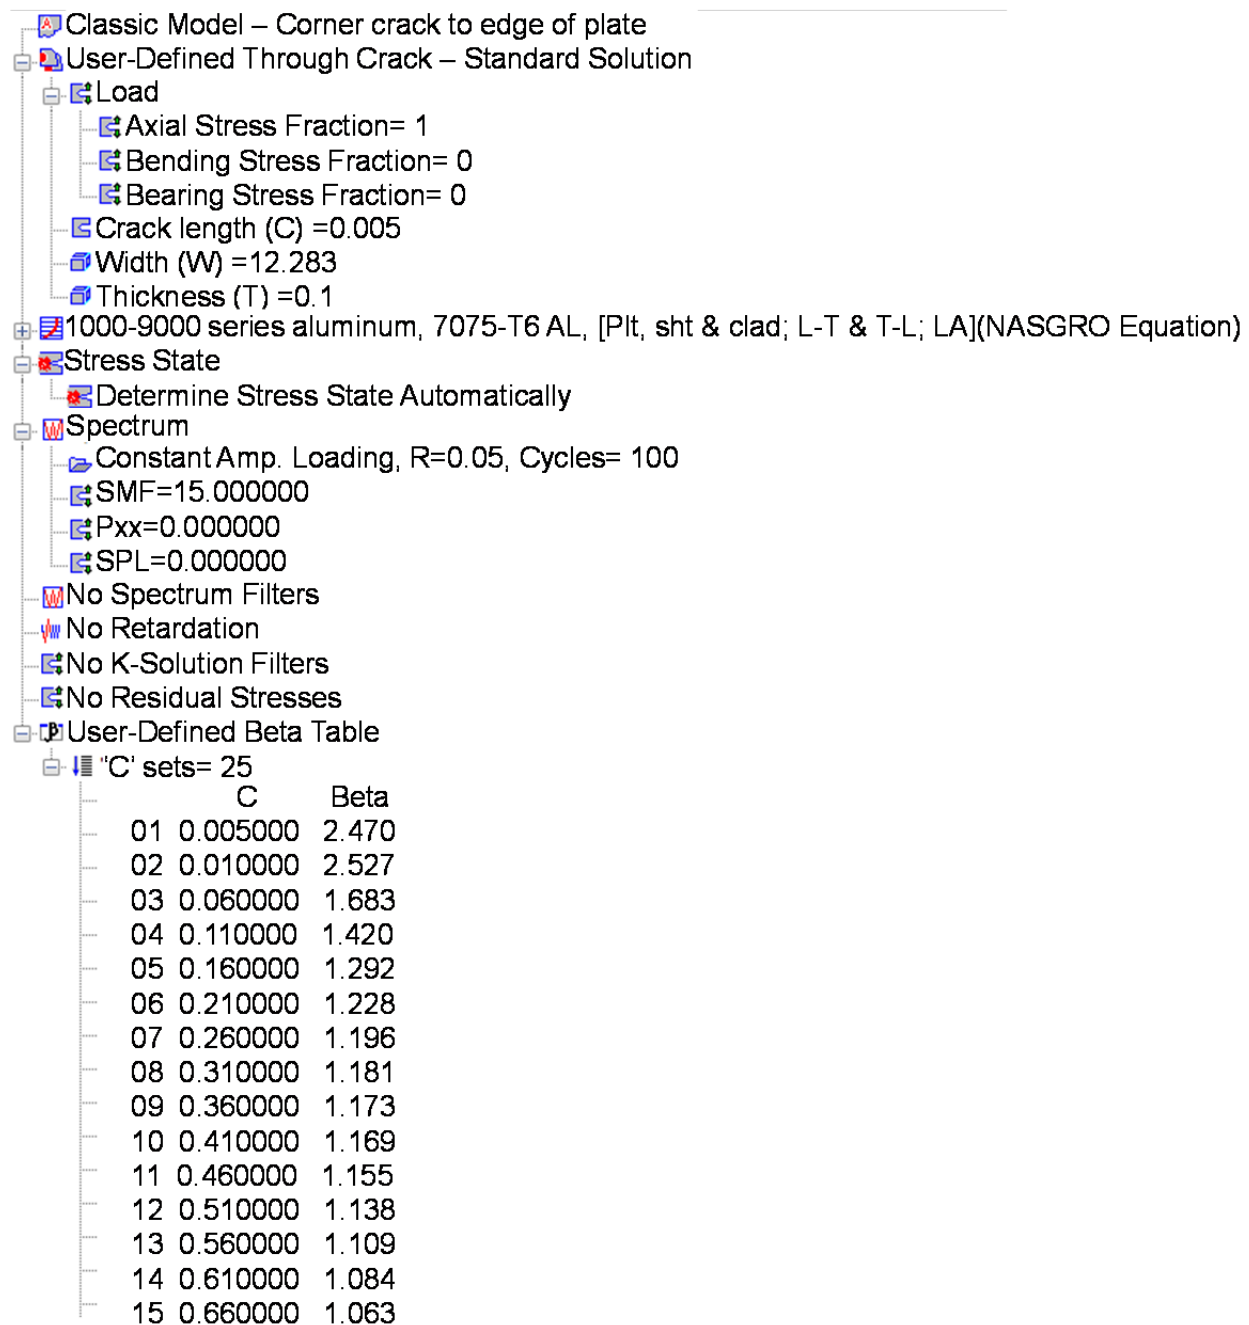 Classic Model – Corner crack to edge of plate
User-Defined Through Crack – Standard Solution
Load
Axial Stress Fraction= 1
Bending Stress Fraction= 0
Bearing Stress Fraction= 0
Crack length (C) =0.005
Width (W) =12.283
Thickness (T) =0.1
1000-9000 series aluminum, 7075-T6 AL, [Plt, sht & clad; L-T & T-L; LA](NASGRO Equation)
Stress State
Determine Stress State Automatically
Spectrum
Constant Amp. Loading, R=0.05, Cycles= 100
SMF=15.000000
Pxx=0.000000
SPL=0.000000
No Spectrum Filters
No Retardation
No K-Solution Filters
No Residual Stresses
User-Defined Beta Table
"C' sets= 25
C Beta
01 0.005000 2.470
02 0.010000 2.527
03 0.060000 1.683
04 0.110000 1.420
05 0.160000 1.292
06 0.210000 1.228
07 0.260000 1.196
08 0.310000 1.181
09 0.360000 1.173
10 0.410000 1.169
11 0.460000 1.155
12 0.510000 1.138
13 0.560000 1.109
14 0.610000 1.084
15 0.660000 1.063